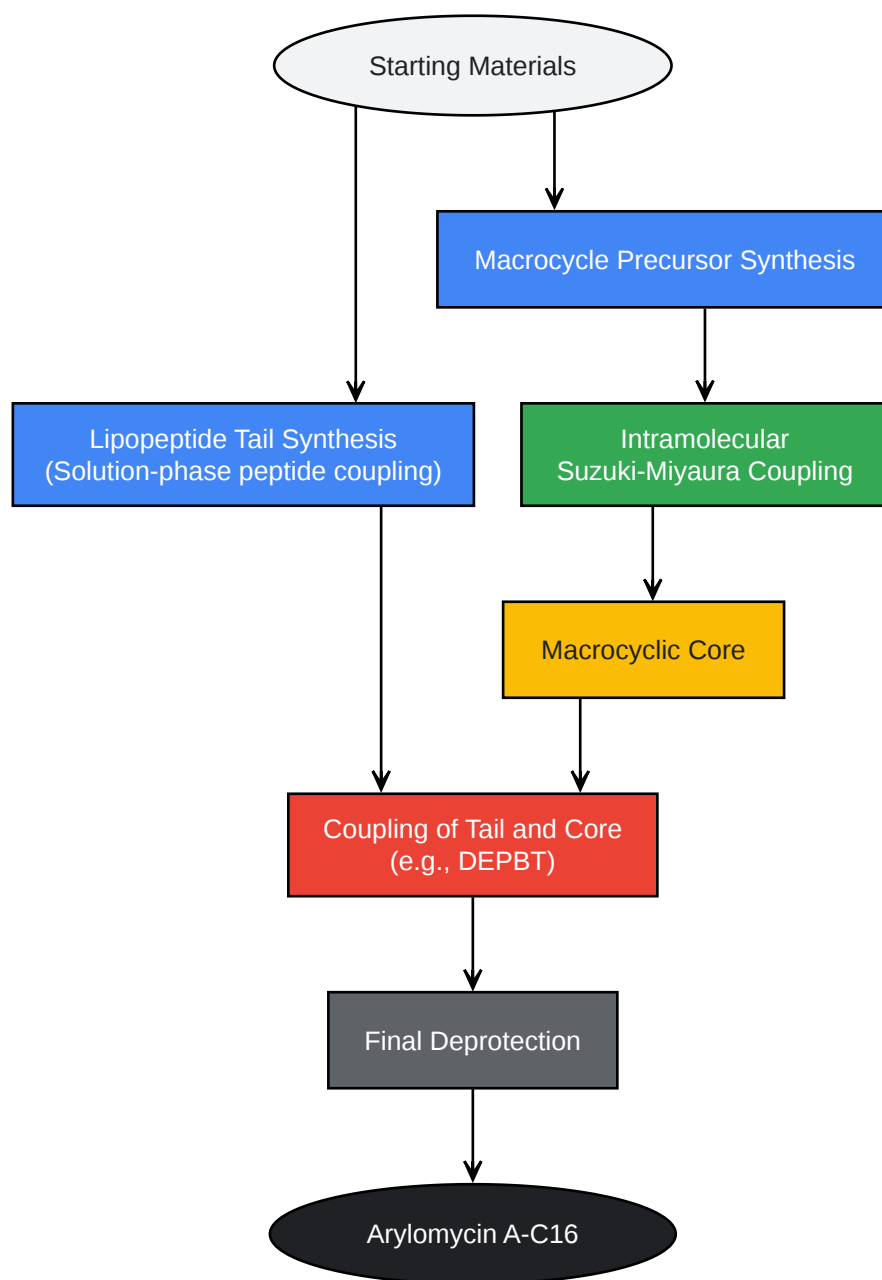 Starting Materials
Macrocycle Precursor Synthesis
Lipopeptide Tail Synthesis
(Solution-phase peptide coupling)
Intramolecular
Suzuki-Miyaura Coupling
Macrocyclic Core
Coupling of Tail and Core
(e.g., DEPBT)
Final Deprotection
Arylomycin A-C16